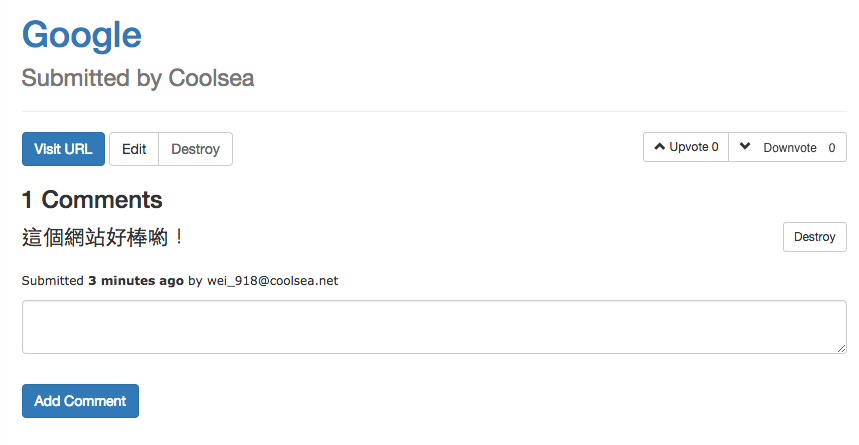 Google
Submitted by Coolsea
Visit URL Edit Destroy Upvote 0 Downvote 0
1 Comments
這個網站好棒喲！ Destroy
Submitted 3 minutes ago by wei_918@coolsea.net
Add Comment